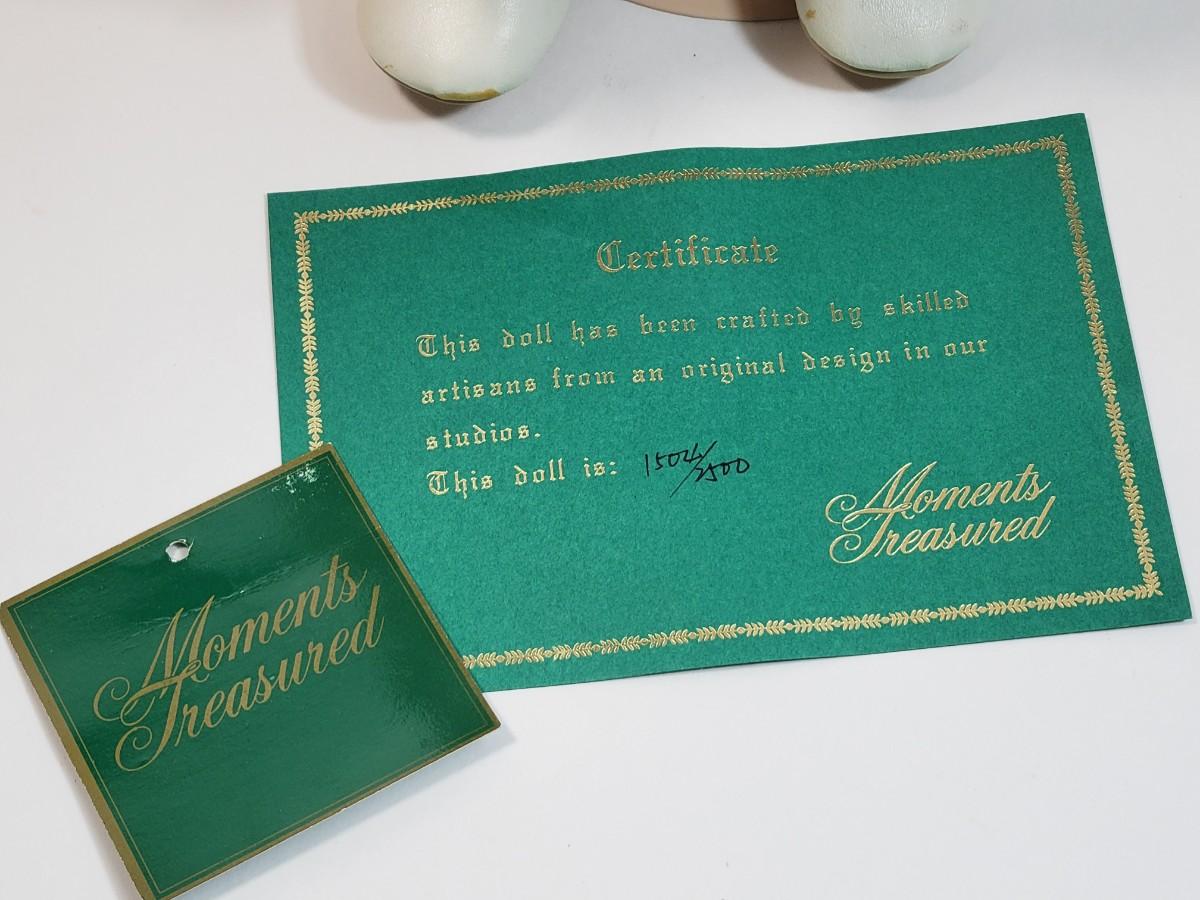 Certificate
This doll has been crafted by skilled
artisans from an original design in our
studios.
This doll is: 1504/2500
Moments
Treasured
Moments
Treasured